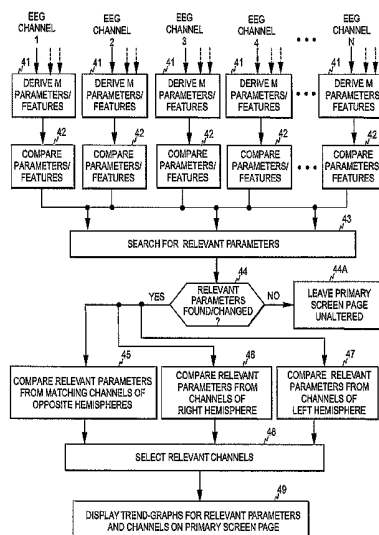 EEG CHANNEL 1
EEG CHANNEL 2
EEG CHANNEL 3
EEG CHANNEL 4
EEG CHANNEL N
41
41
41
41
41
DERIVE M PARAMETERS/ FEATURES
DERIVE M PARAMETERS/ FEATURES
DERIVE M PARAMETERS/ FEATURES
DERIVE M PARAMETERS/ FEATURES
DERIVE M PARAMETERS/ FEATURES
42
42
42
42
42
COMPARE PARAMETERS/ FEATURES
COMPARE PARAMETERS/ FEATURES
COMPARE PARAMETERS/ FEATURES
COMPARE PARAMETERS/ FEATURES
COMPARE PARAMETERS/ FEATURES
43
SEARCH FOR RELEVANT PARAMETERS
44
RELEVANT
PARAMETERS
FOUND/CHANGED
?
YES
NO
44A
LEAVE PRIMARY
SCREEN PAGE
UNALTERED
45
COMPARE RELEVANT PARAMETERS
FROM MATCHING CHANNELS OF
OPPOSITE HEMISPHERES
46
COMPARE RELEVANT
PARAMETERS FROM
CHANNELS OF
RIGHT HEMISPHERE
47
COMPARE RELEVANT
PARAMETERS FROM
CHANNELS OF
LEFT HEMISPHERE
48
SELECT RELEVANT CHANNELS
49
DISPLAY TREND-GRAPHS FOR RELEVANT PARAMETERS
AND CHANNELS ON PRIMARY SCREEN PAGE